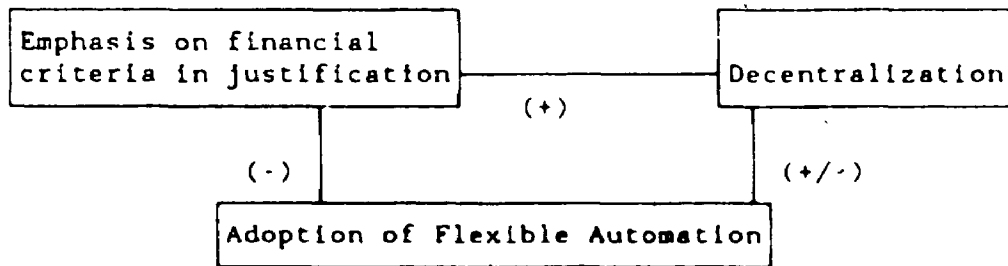 Emphasis on financial
criteria in justification
Decentralization
(+)
(-)
(+/-)
Adoption of Flexible Automation